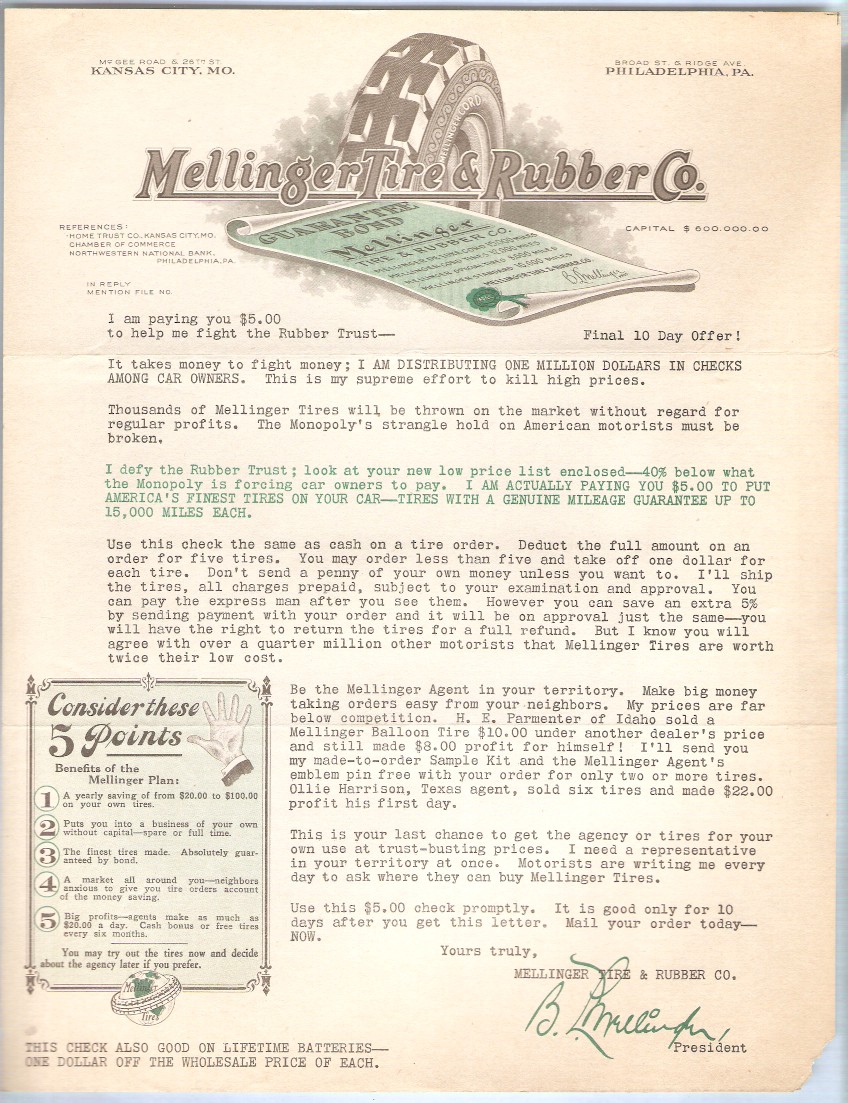 McGEE ROAD & 26TH ST.
KANSAS CITY, MO.
BROAD ST. & RIDGE AVE.
PHILADELPHIA, PA.
MELLINGER CORD
Mellinger Tire & Rubber Co.
REFERENCES:
HOME TRUST CO., KANSAS CITY, MO.
CHAMBER OF COMMERCE
NORTHWESTERN NATIONAL BANK,
PHILADELPHIA, PA.
CAPITAL $600.000.00
GUARANTEE
BOND
Mellinger
TIRE & RUBBER CO.
IN REPLY
MENTION FILE NO.
I am paying you $5.00
to help me fight the Rubber Trust—
Final 10 Day Offer!
It takes money to fight money; I AM DISTRIBUTING ONE MILLION DOLLARS IN CHECKS
AMONG CAR OWNERS. This is my supreme effort to kill high prices.
Thousands of Mellinger Tires will be thrown on the market without regard for
regular profits. The Monopoly's strangle hold on American motorists must be
broken.
I defy the Rubber Trust; look at your new low price list enclosed—40% below what
the Monopoly is forcing car owners to pay. I AM ACTUALLY PAYING YOU $5.00 TO PUT
AMERICA'S FINEST TIRES ON YOUR CAR—TIRES WITH A GENUINE MILEAGE GUARANTEE UP TO
15,000 MILES EACH.
Use this check the same as cash on a tire order. Deduct the full amount on an
order for five tires. You may order less than five and take off one dollar for
each tire. Don't send a penny of your own money unless you want to. I'll ship
the tires, all charges prepaid, subject to your examination and approval. You
can pay the express man after you see them. However you can save an extra 5%
by sending payment with your order and it will be on approval just the same—you
will have the right to return the tires for a full refund. But I know you will
agree with over a quarter million other motorists that Mellinger Tires are worth
twice their low cost.
Consider these
5 Points
Benefits of the
Mellinger Plan:
1 A yearly saving of from $20.00 to $100.00
on your own tires.
2 Puts you into a business of your own
without capital—spare or full time.
3 The finest tires made. Absolutely guar-
anteed by bond.
4 A market all around you—neighbors
anxious to give you tire orders account
of the money saving.
5 Big profits—agents make as much as
$20.00 a day. Cash bonus or free tires
every six months.
You may try out the tires now and decide
about the agency later if you prefer.
Mellinger
Tires
Be the Mellinger Agent in your territory. Make big money
taking orders easy from your neighbors. My prices are far
below competition. H. E. Parmenter of Idaho sold a
Mellinger Balloon Tire $10.00 under another dealer's price
and still made $8.00 profit for himself! I'll send you
my made-to-order Sample Kit and the Mellinger Agent's
emblem pin free with your order for only two or more tires.
Ollie Harrison, Texas agent, sold six tires and made $22.00
profit his first day.
This is your last chance to get the agency or tires for your
own use at trust-busting prices. I need a representative
in your territory at once. Motorists are writing me every
day to ask where they can buy Mellinger Tires.
Use this $5.00 check promptly. It is good only for 10
days after you get this letter. Mail your order today—
NOW.
Yours truly,
MELLINGER TIRE & RUBBER CO.
President
THIS CHECK ALSO GOOD ON LIFETIME BATTERIES—
ONE DOLLAR OFF THE WHOLESALE PRICE OF EACH.